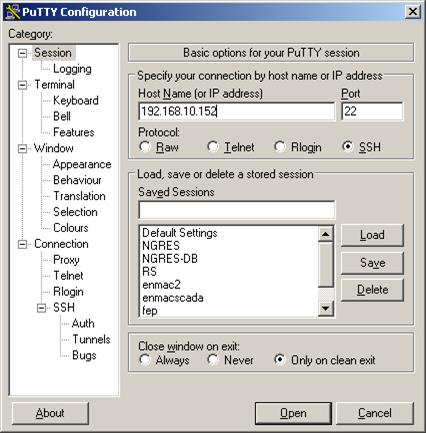 PuTTY Configuration
Category:
Session
Logging
Terminal
Keyboard
Bell
Features
Window
Appearance
Behaviour
Translation
Selection
Colours
Connection
Proxy
Telnet
Rlogin
SSH
Auth
Tunnels
Bugs
Basic options for your PuTTY session
Specify your connection by host name or IP address
Host Name (or IP address) Port
192.168.10.152 22
Protocol:
Raw Telnet Rlogin SSH
Load, save or delete a stored session
Saved Sessions
Default Settings
NGRES
NGRES-DB
RS
enmac2
enmacscada
fep
Load
Save
Delete
Close window on exit:
Always Never Only on clean exit
About Open Cancel